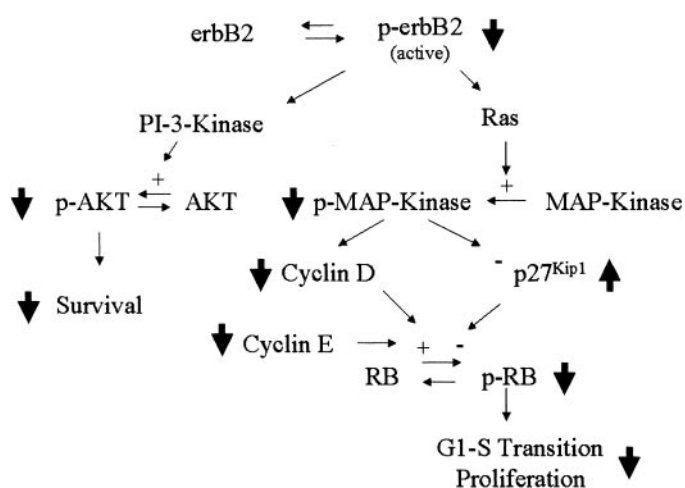 erbB2 p-erbB2
(active)
PI-3-Kinase Ras
+ +
p-AKT AKT p-MAP-Kinase MAP-Kinase
Cyclin D - p27Kip1
Survival
Cyclin E + -
RB p-RB
G1-S Transition
Proliferation